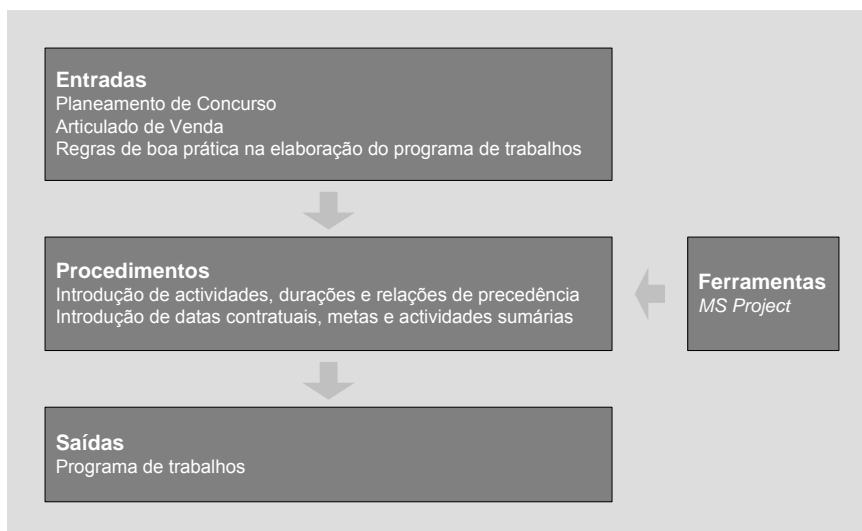 Entradas
Planeamento de Concurso
Articulado de Venda
Regras de boa prática na elaboração do programa de trabalhos
Procedimentos
Introdução de actividades, durações e relações de precedência
Introdução de datas contratuais, metas e actividades sumárias
Ferramentas
MS Project
Saídas
Programa de trabalhos